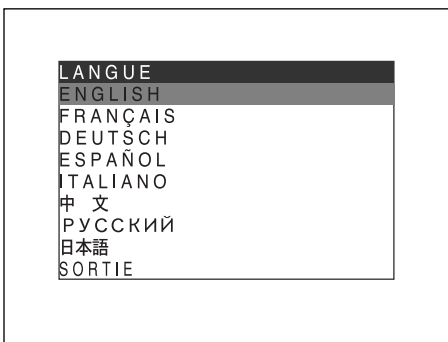 LANGUE
ENGLISH
FRANÇAIS
DEUTSCH
ESPAÑOL
ITALIANO
中 文
РУССКИЙ
日本語
SORTIE